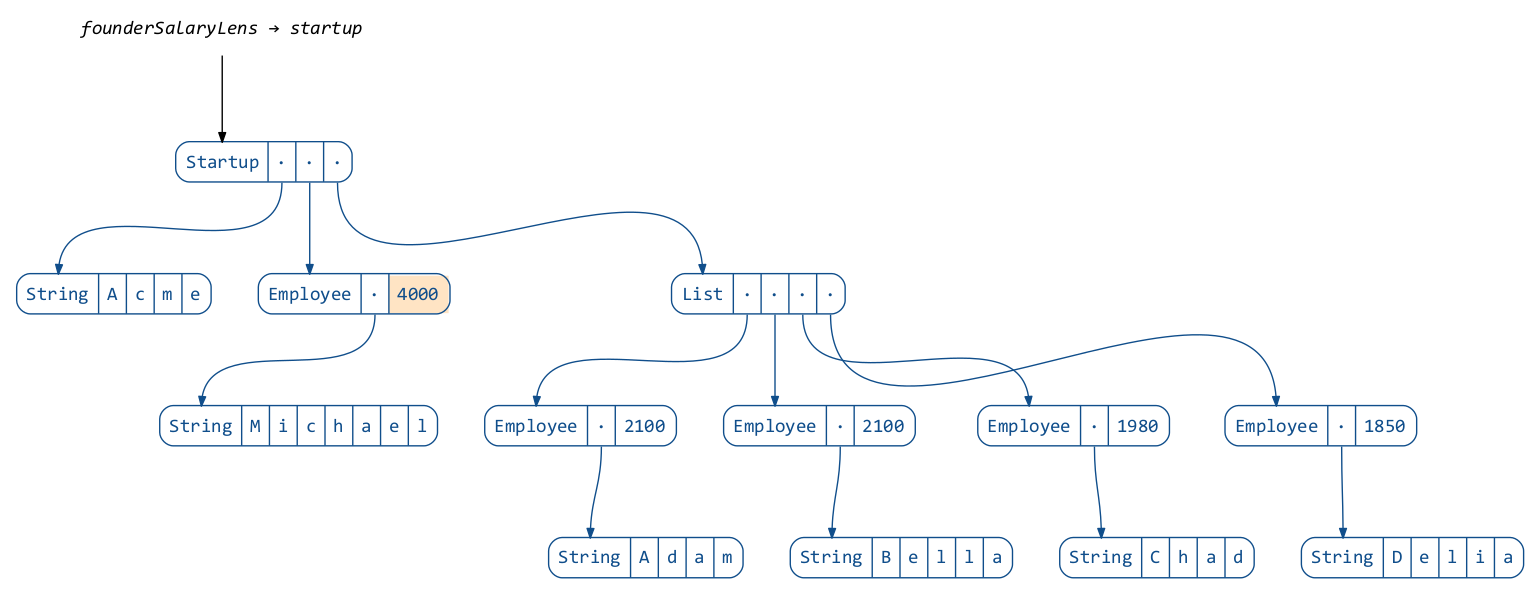 founderSalaryLens → startup
Startup · · ·
String A c m e
Employee · 4000
List · · · ·
String M i c h a e l
Employee · 2100
Employee · 2100
Employee · 1980
Employee · 1850
String A d a m
String B e l l a
String C h a d
String D e l i a